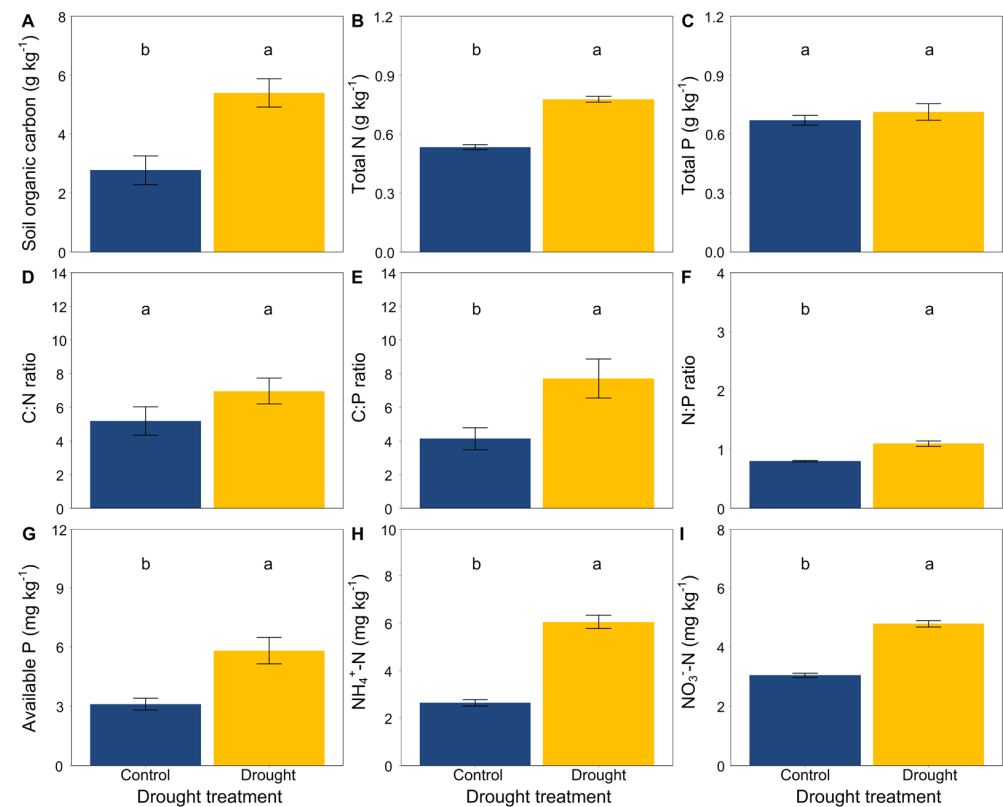 A
Soil organic carbon (g kg⁻¹)
8
6
4
2
0
b a
B
Total N (g kg⁻¹)
1.2
0.9
0.6
0.3
0.0
b a
C
Total P (g kg⁻¹)
1.2
0.9
0.6
0.3
0.0
a a
D
C:N ratio
14
12
10
8
6
4
2
0
a a
E
C:P ratio
14
12
10
8
6
4
2
0
b a
F
N:P ratio
4
3
2
1
0
b a
G
Available P (mg kg⁻¹)
12
9
6
3
0
b a
Control Drought
Drought treatment
H
NH₄⁺-N (mg kg⁻¹)
10
8
6
4
2
0
b a
Control Drought
Drought treatment
I
NO₃⁻-N (mg kg⁻¹)
8
6
4
2
0
b a
Control Drought
Drought treatment